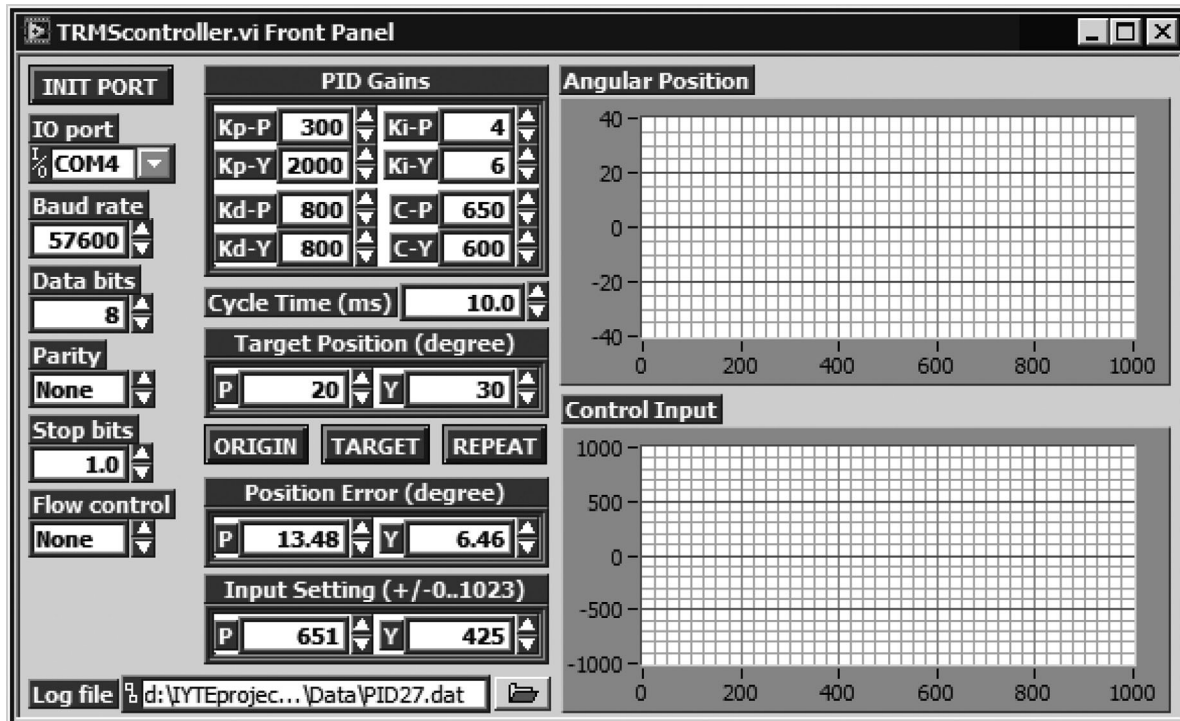 TRMScontroller.vi Front Panel
INIT PORT
IO port
I/O COM4
Baud rate
57600
Data bits
8
Parity
None
Stop bits
1.0
Flow control
None
PID Gains
Kp-P 300 Ki-P 4
Kp-Y 2000 Ki-Y 6
Kd-P 800 C-P 650
Kd-Y 800 C-Y 600
Cycle Time (ms) 10.0
Target Position (degree)
P 20 Y 30
ORIGIN TARGET REPEAT
Position Error (degree)
P 13.48 Y 6.46
Input Setting (+/-0..1023)
P 651 Y 425
Log file d:\IYTEprojec...\Data\PID27.dat
Angular Position
40
20
0
-20
-40
0 200 400 600 800 1000
Control Input
1000
500
0
-500
-1000
0 200 400 600 800 1000